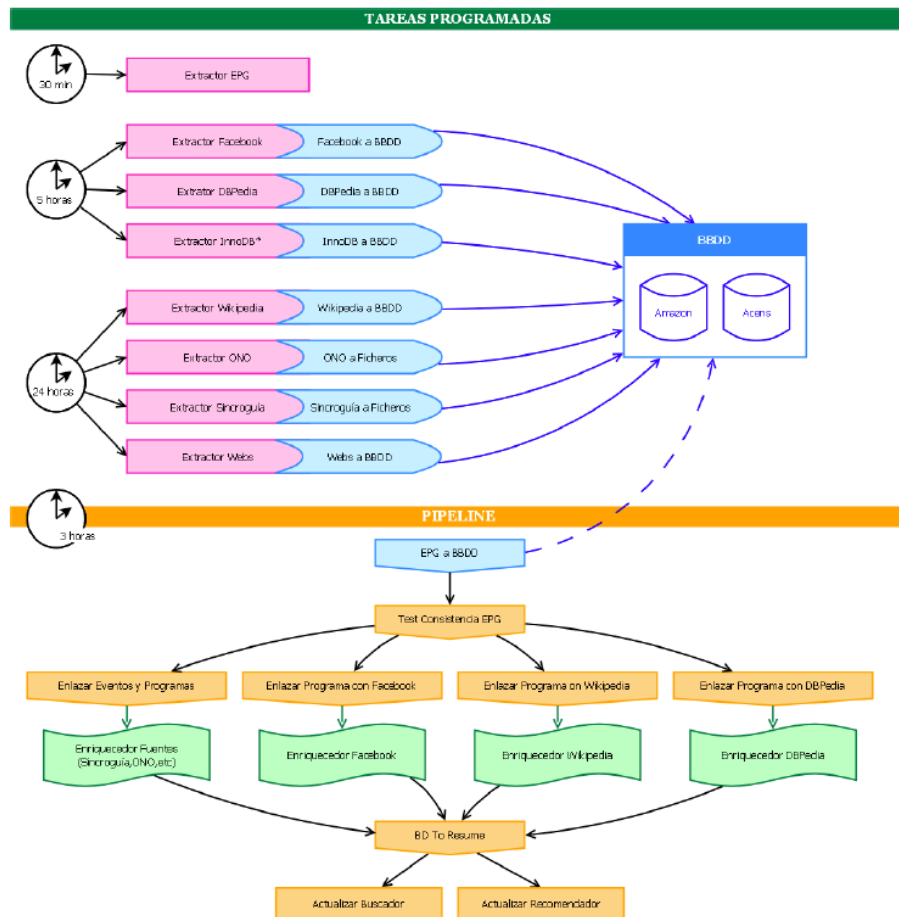 TAREAS PROGRAMADAS
30 min
Extractor EPG
Extractor Facebook
Facebook a BBDD
5 horas
Extrator DBPedia
DBPedia a BBDD
Extractor InnoDB*
InnoDB a BBDD
BBDD
Amazon
Acens
Extractor Wikipedia
Wikipedia a BBDD
Extractor ONO
ONO a Ficheros
24 horas
Extractor Sincroguía
Sincroguía a Ficheros
Extractor Webs
Webs a BBDD
PIPELINE
3 horas
EPG a BBDD
Test Consistencia EPG
Enlazar Eventos y Programas
Enlazar Programa con Facebook
Enlazar Programa on Wikipedia
Enlazar Programa con DBPedia
Enriquecedor Fuentes
(Sincroguía,ONO,etc)
Enriquecedor Facebook
Enriquecedor Wikipedia
Enriquecedor DBPedia
BD To Resume
Actualizar Buscador
Actualizar Recomendador